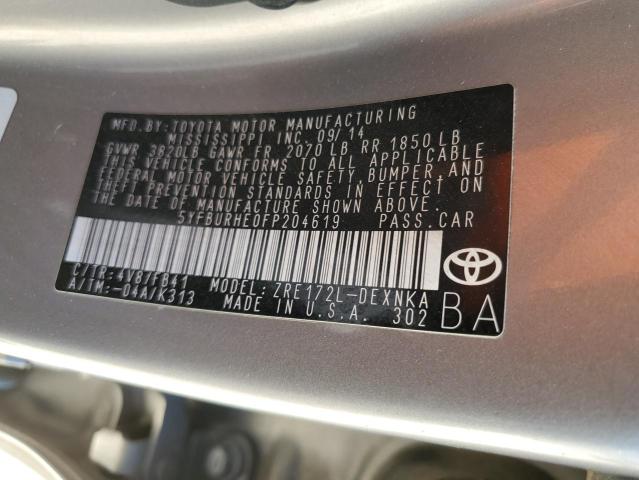 MFD. BY:TOYOTA MOTOR MANUFACTURING
MISSISSIPPI, INC. 09/14
GVWR 3820LB GAWR FR. 2070 LB RR 1850 LB
THIS VEHICLE CONFORMS TO ALL APPLICABLE
FEDERAL MOTOR VEHICLE SAFETY, BUMPER, AND
THEFT PREVENTION STANDARDS IN EFFECT ON
THE DATE OF MANUFACTURE SHOWN ABOVE.
5YFBURHE0FP204619 PASS.CAR
C/TR:4V8/FB41
A/TM:-04A/K313
MODEL: ZRE172L-DEXNKA
MADE IN U.S.A. 302
BA